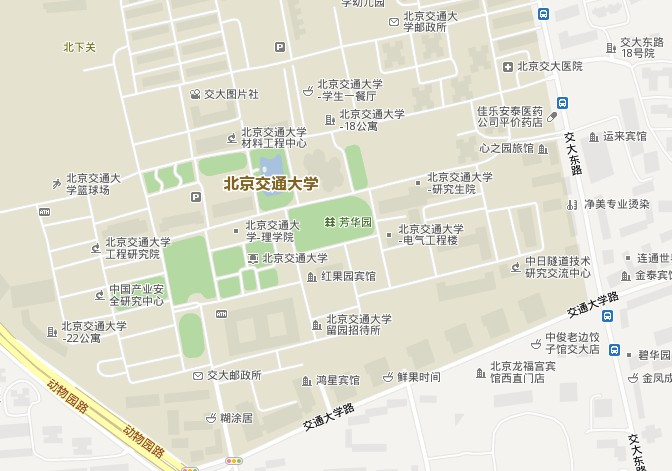 学幼儿园
北京交通大
学邮政所
北下关
交大东路
18号院
北京交大医院
北京交通大学
-学生一餐厅
交大图片社
佳乐安泰医药
公司平价药店
北京交通大学
-18公寓
北京交通大学
材料工程中心
运来宾馆
心之园旅馆
交大东路
北京交通大
学篮球场
北京交通大学
北京交通大学
-研究生院
净美专业烫染
芳华园
北京交通大
学-理学院
北京交通大学
-电气工程楼
北京交通大学
工程研究院
北京交通大学
中日隧道技术
研究交流中心
连通世
金泰宾
红果园宾馆
中国产业安
全研究中心
交通大学路
北京交通大学
留园招待所
北京交通大学
-22公寓
中俊老边饺
子馆交大店
碧华园
北京龙福宫宾
馆西直门店
交大邮政所
鸿星宾馆
鲜果时间
金凤成
动物园路
糊涂居
交通大学路
动物园路
交大东路